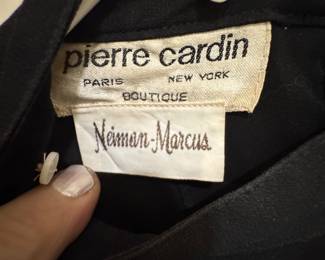 pierre cardin
PARIS NEW YORK
BOUTIQUE
Neiman-Marcus